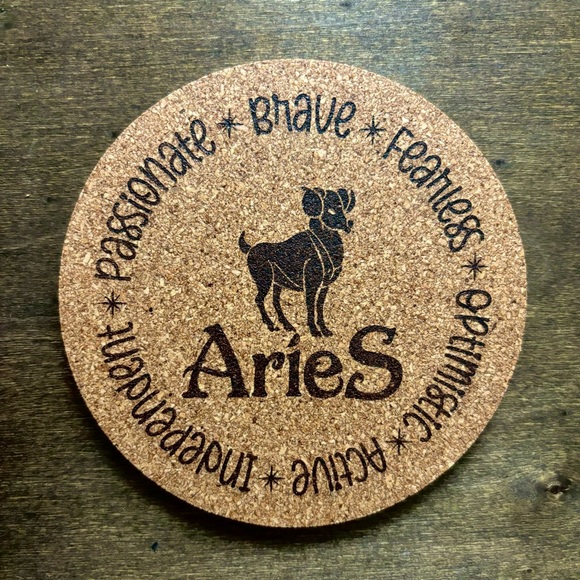 Passionate * Brave * Fearless * Optimistic * Active * Independent *
Aries